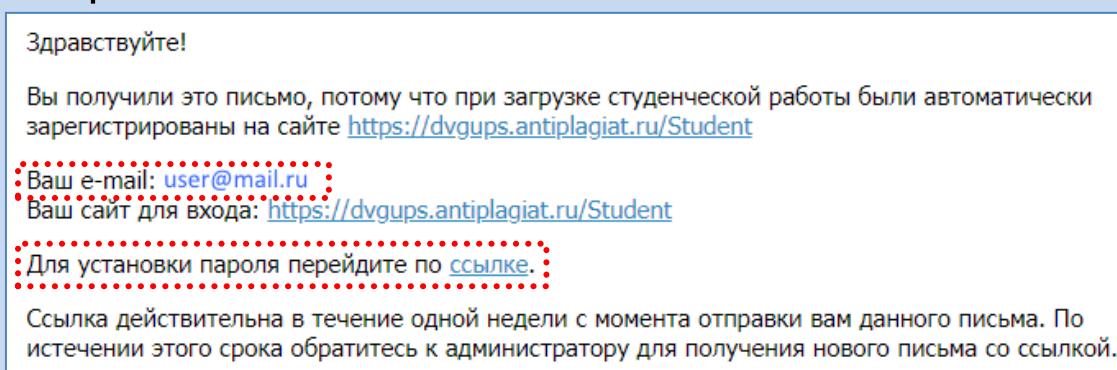 Здравствуйте!
Вы получили это письмо, потому что при загрузке студенческой работы были автоматически
зарегистрированы на сайте https://dvgups.antiplagiat.ru/Student
Ваш e-mail: user@mail.ru
Ваш сайт для входа: https://dvgups.antiplagiat.ru/Student
Для установки пароля перейдите по ссылке.
Ссылка действительна в течение одной недели с момента отправки вам данного письма. По
истечении этого срока обратитесь к администратору для получения нового письма со ссылкой.